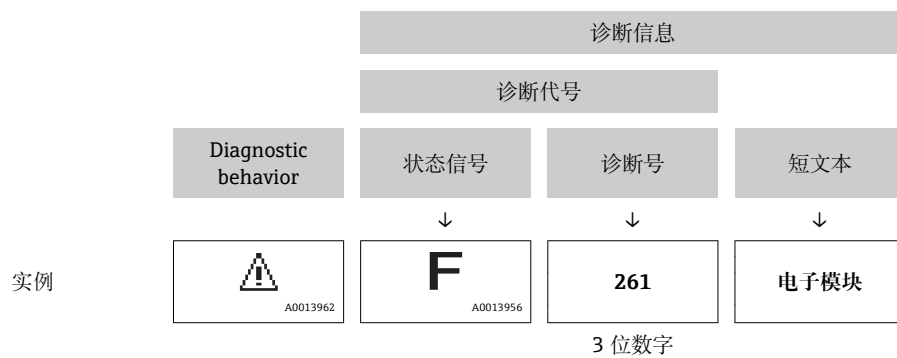 诊断信息
诊断代号
Diagnostic
behavior
状态信号
诊断号
短文本
↓ ↓ ↓
实例
A0013962
F
A0013956
261
电子模块
3 位数字